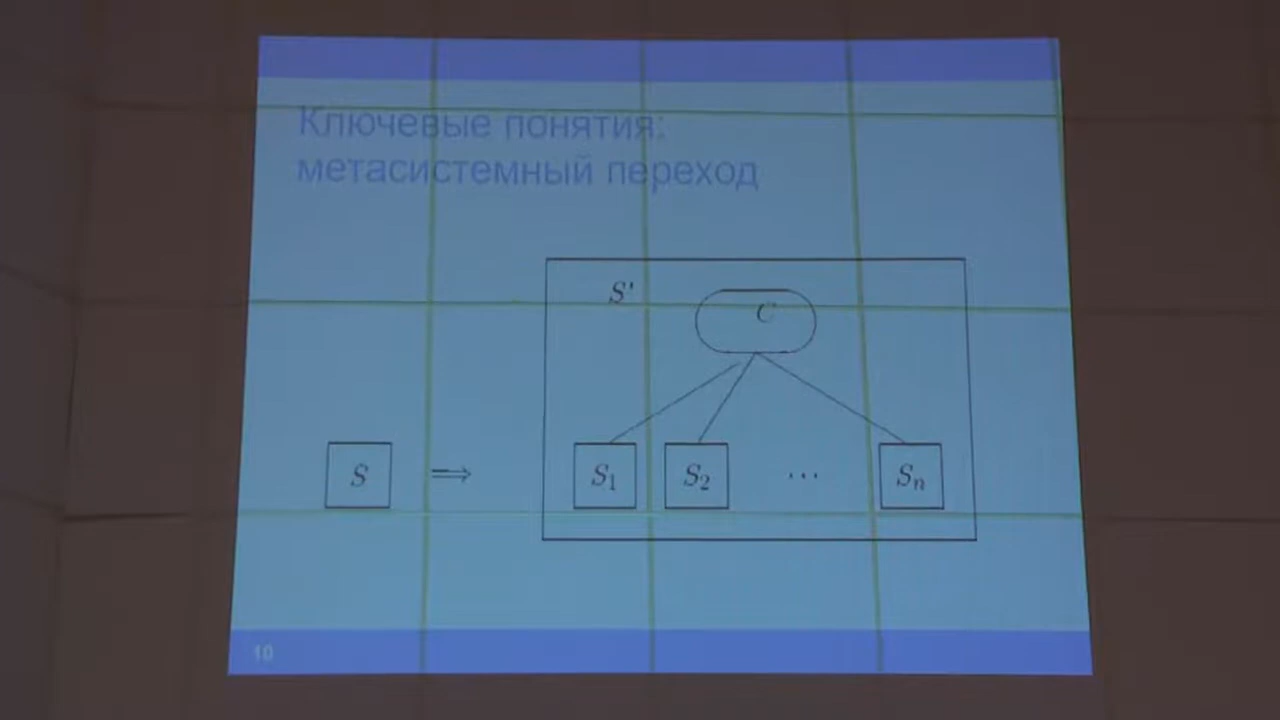 Ключевые понятия:
метасистемный переход
S'
C
S ⟹ S₁ S₂ ... Sₙ
10